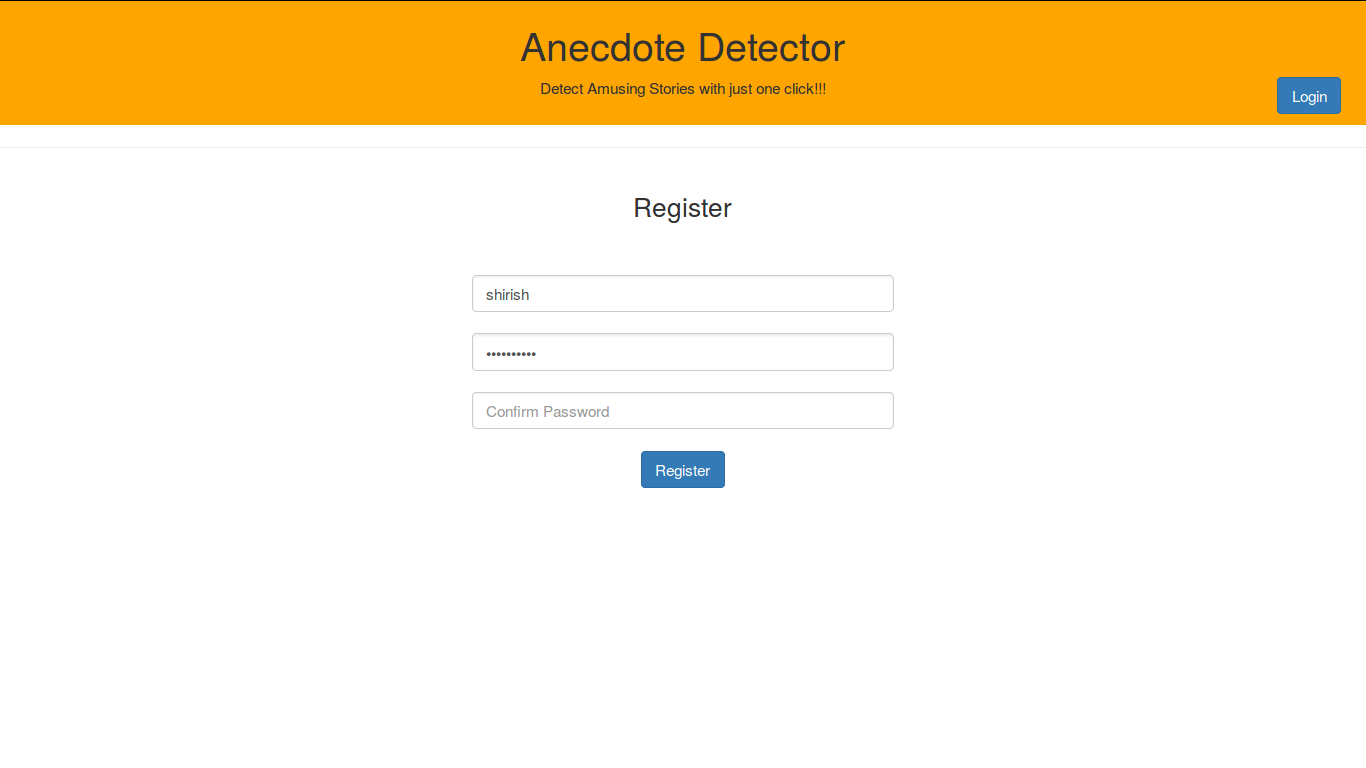 Anecdote Detector
Detect Amusing Stories with just one click!!!
Login
Register
shirish
••••••••••
Confirm Password
Register